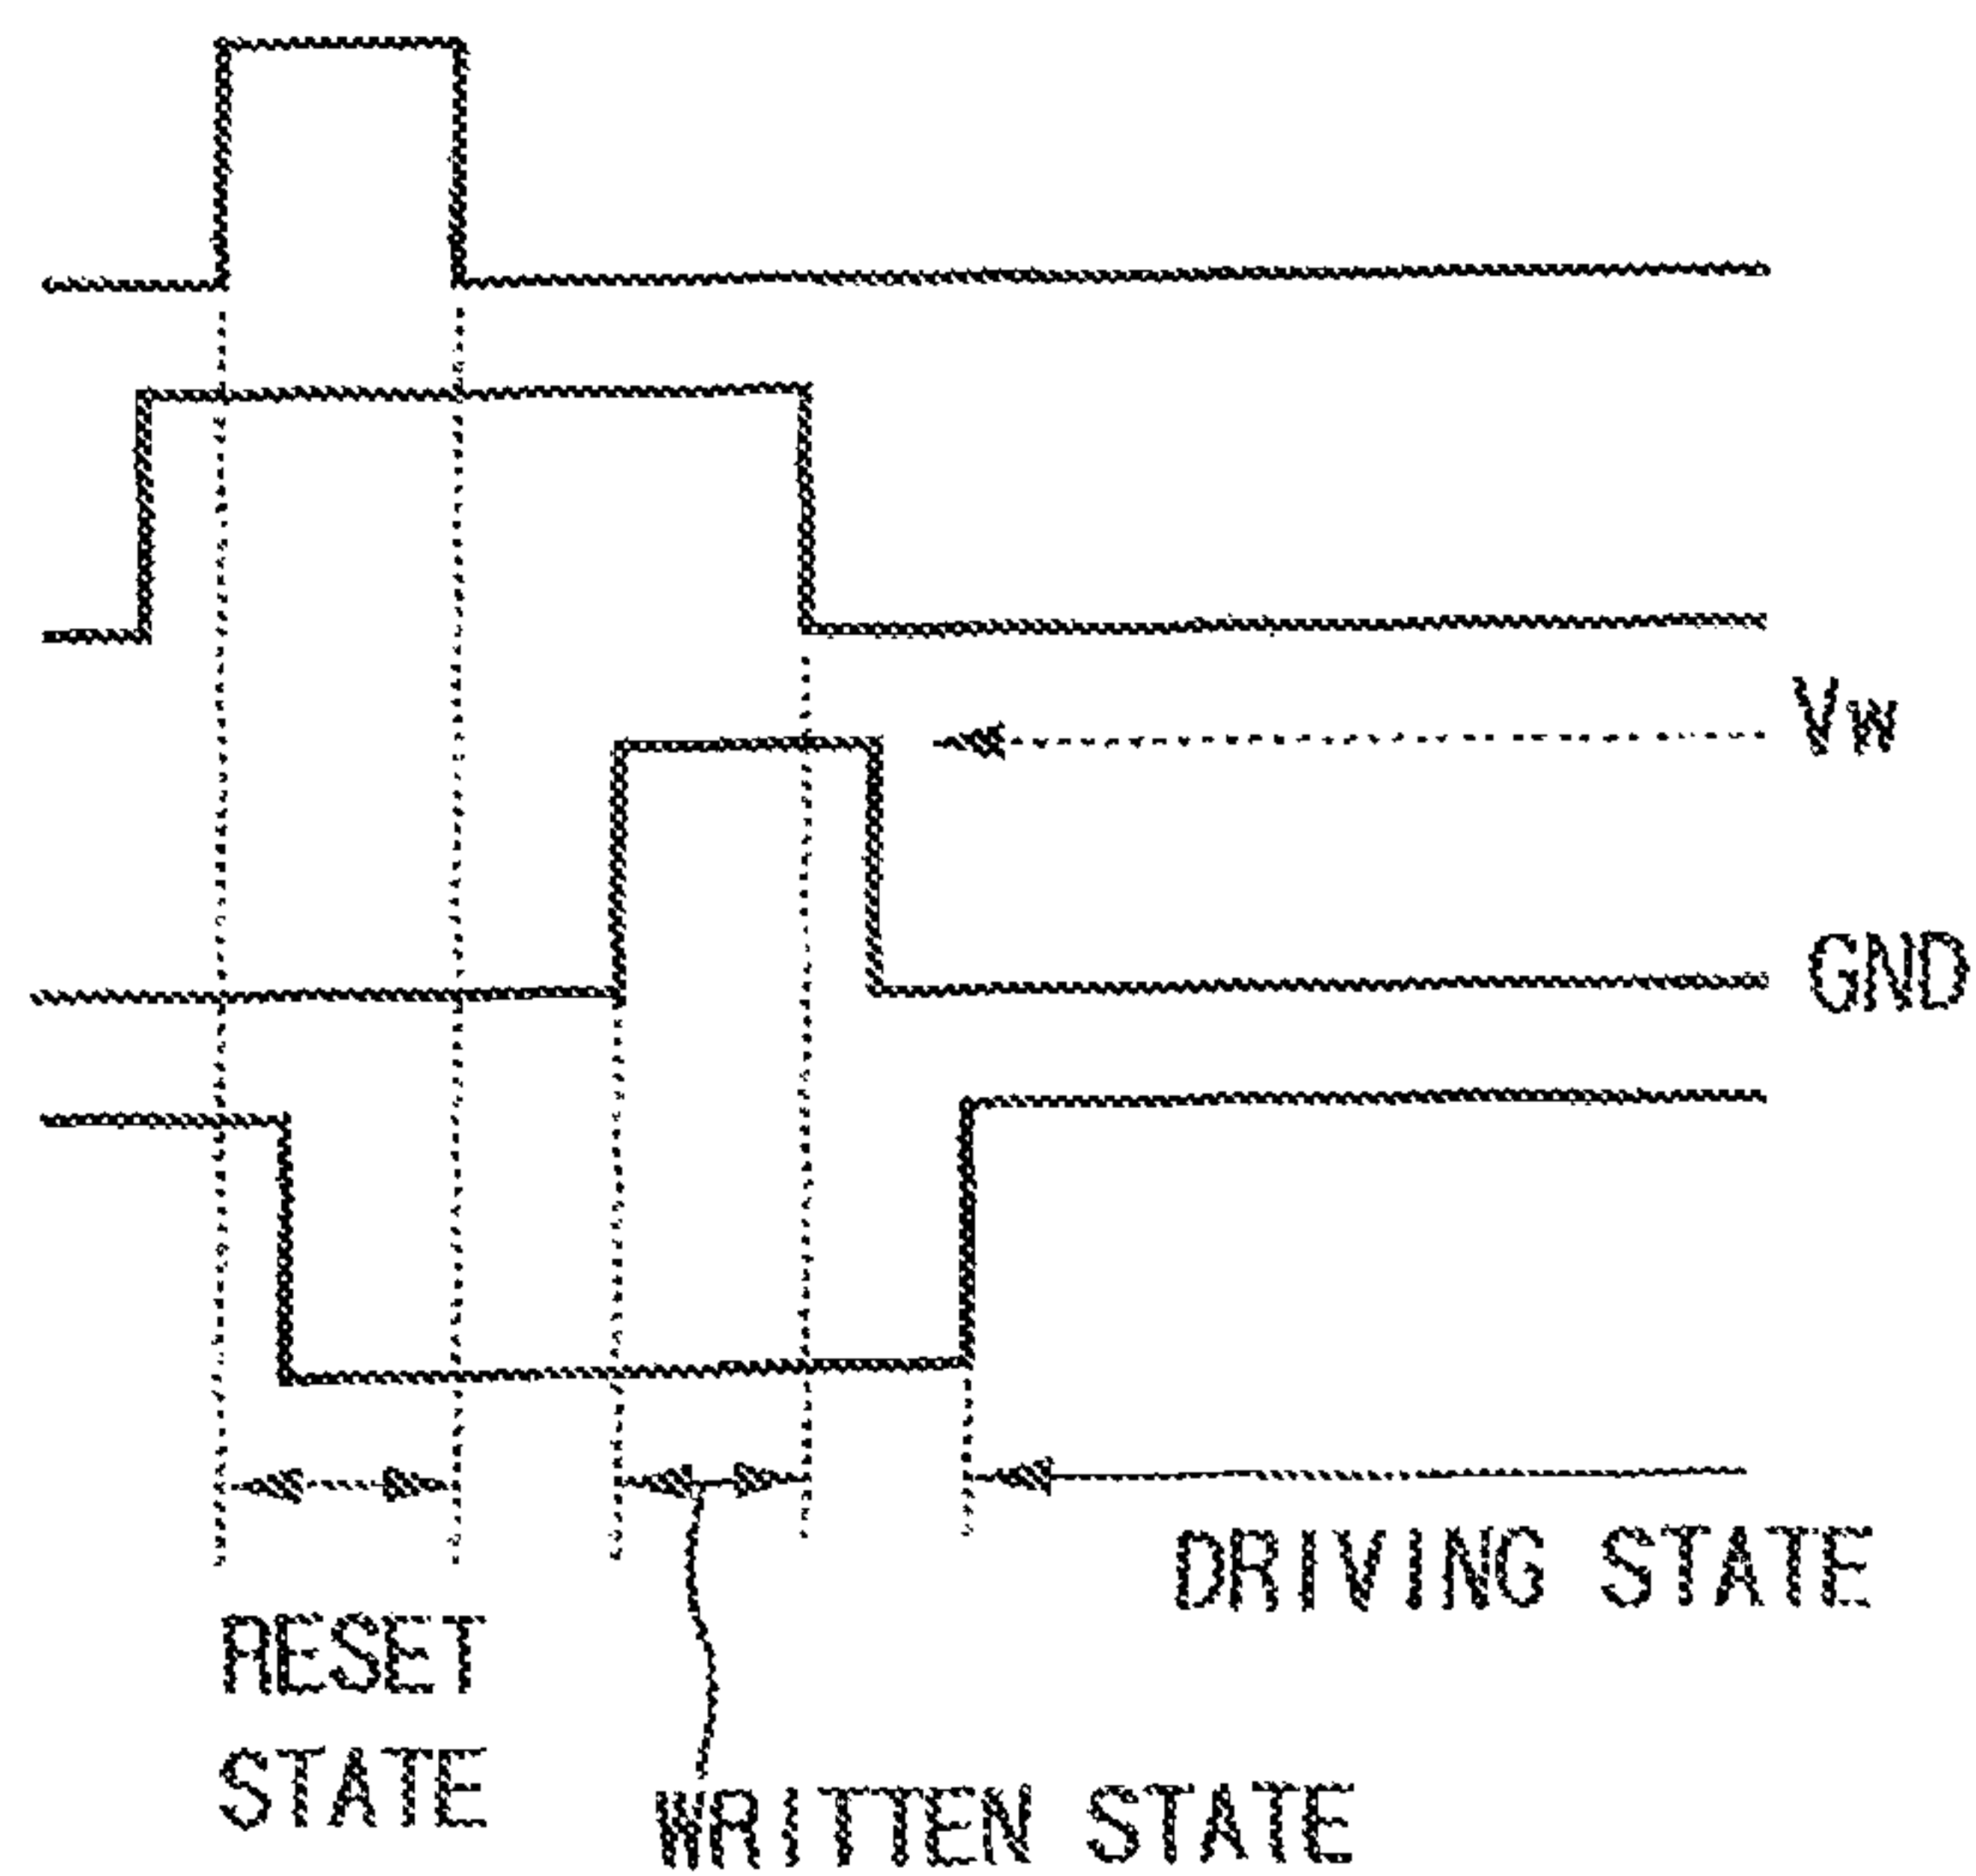 Vw
GND
DRIVING STATE
RESET
STATE
WRITTEN STATE